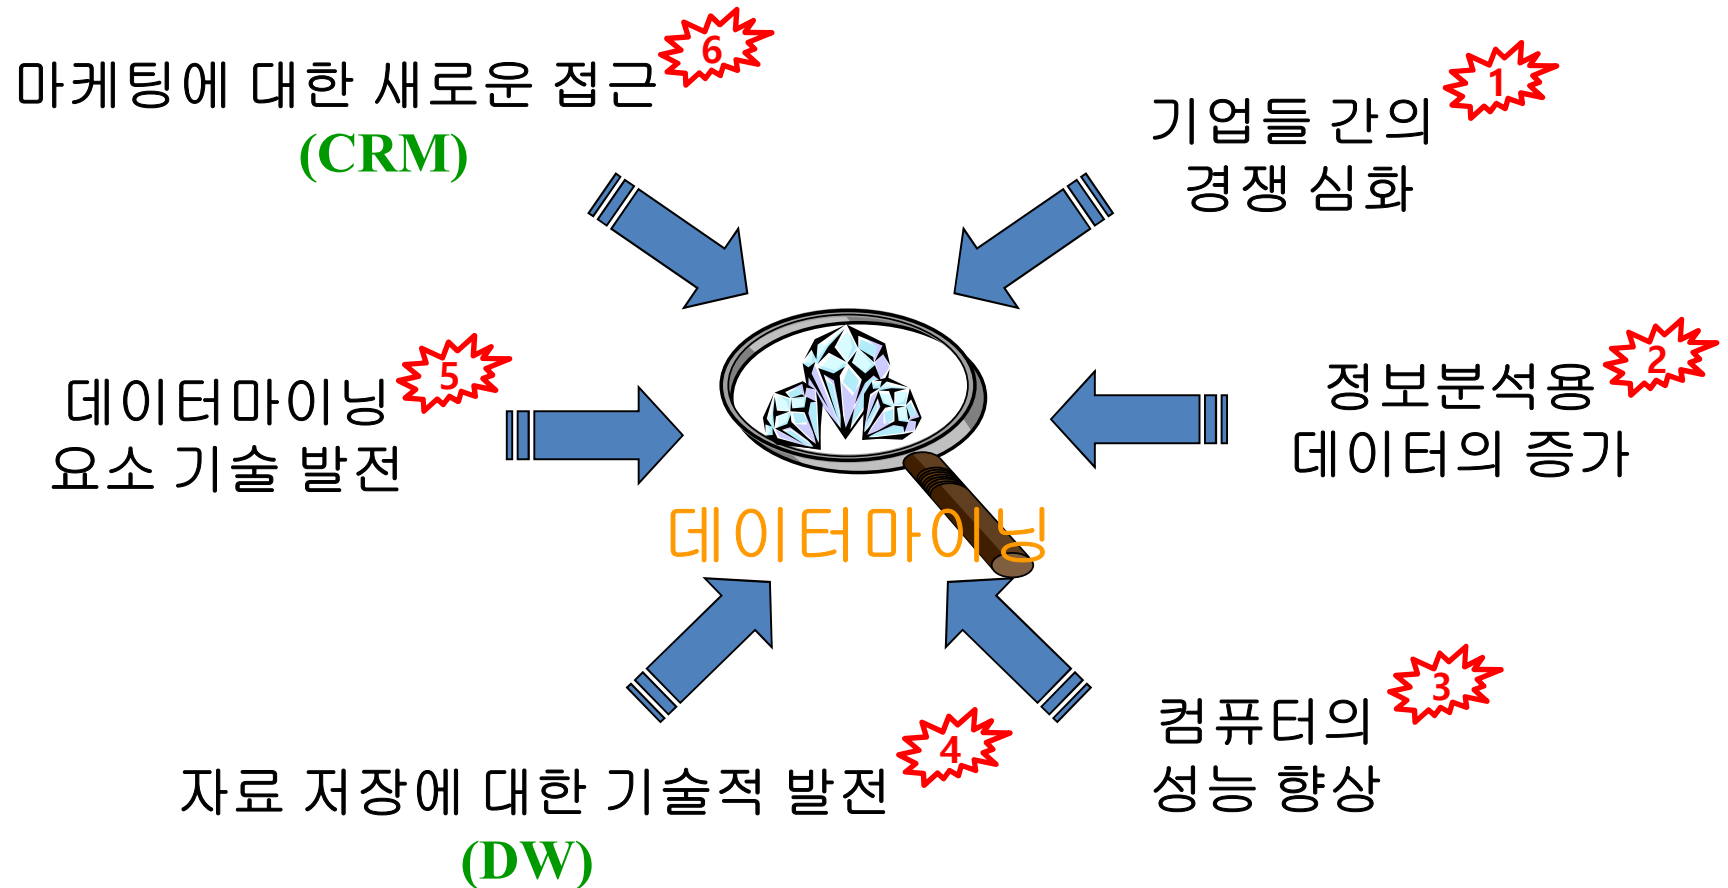 마케팅에 대한 새로운 접근
(CRM)
6
기업들 간의
경쟁 심화
1
정보분석용
데이터의 증가
2
컴퓨터의
성능 향상
3
자료 저장에 대한 기술적 발전
(DW)
4
데이터마이닝
요소 기술 발전
5
데이터마이닝